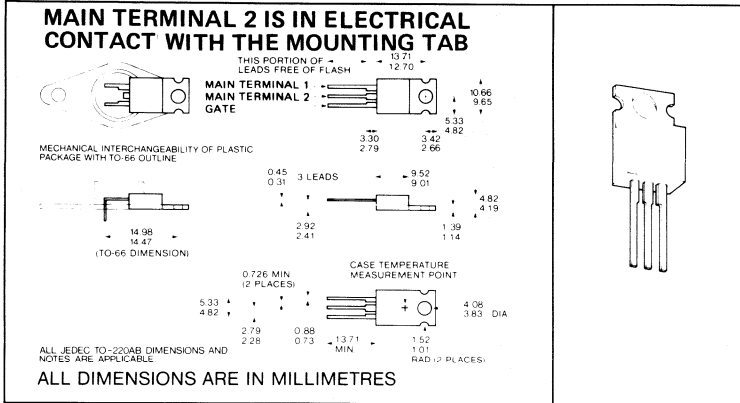 MAIN TERMINAL 2 IS IN ELECTRICAL
CONTACT WITH THE MOUNTING TAB
THIS PORTION OF
LEADS FREE OF FLASH
13.71
12.70
MAIN TERMINAL 1
MAIN TERMINAL 2
GATE
10.66
9.65
5.33
4.82
3.30
2.79
3.42
2.66
MECHANICAL INTERCHANGEABILITY OF PLASTIC
PACKAGE WITH TO-66 OUTLINE
0.45
0.31
3 LEADS
9.52
9.01
4.82
4.19
2.92
2.41
1.39
1.14
14.98
14.47
(TO-66 DIMENSION)
0.726 MIN
(2 PLACES)
CASE TEMPERATURE
MEASUREMENT POINT
5.33
4.82
4.08
3.83 DIA
2.79
2.28
0.88
0.73
13.71
MIN.
1.52
1.01
RAD (2 PLACES)
ALL JEDEC TO-220AB DIMENSIONS AND
NOTES ARE APPLICABLE.
ALL DIMENSIONS ARE IN MILLIMETRES